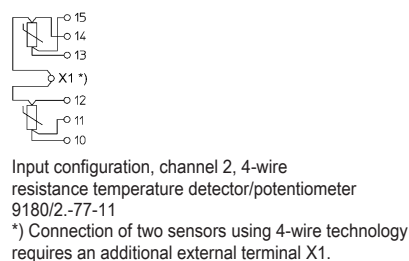 15
14
13
X1 *)
12
11
10
Input configuration, channel 2, 4-wire
resistance temperature detector/potentiometer
9180/2.-77-11
*) Connection of two sensors using 4-wire technology
requires an additional external terminal X1.